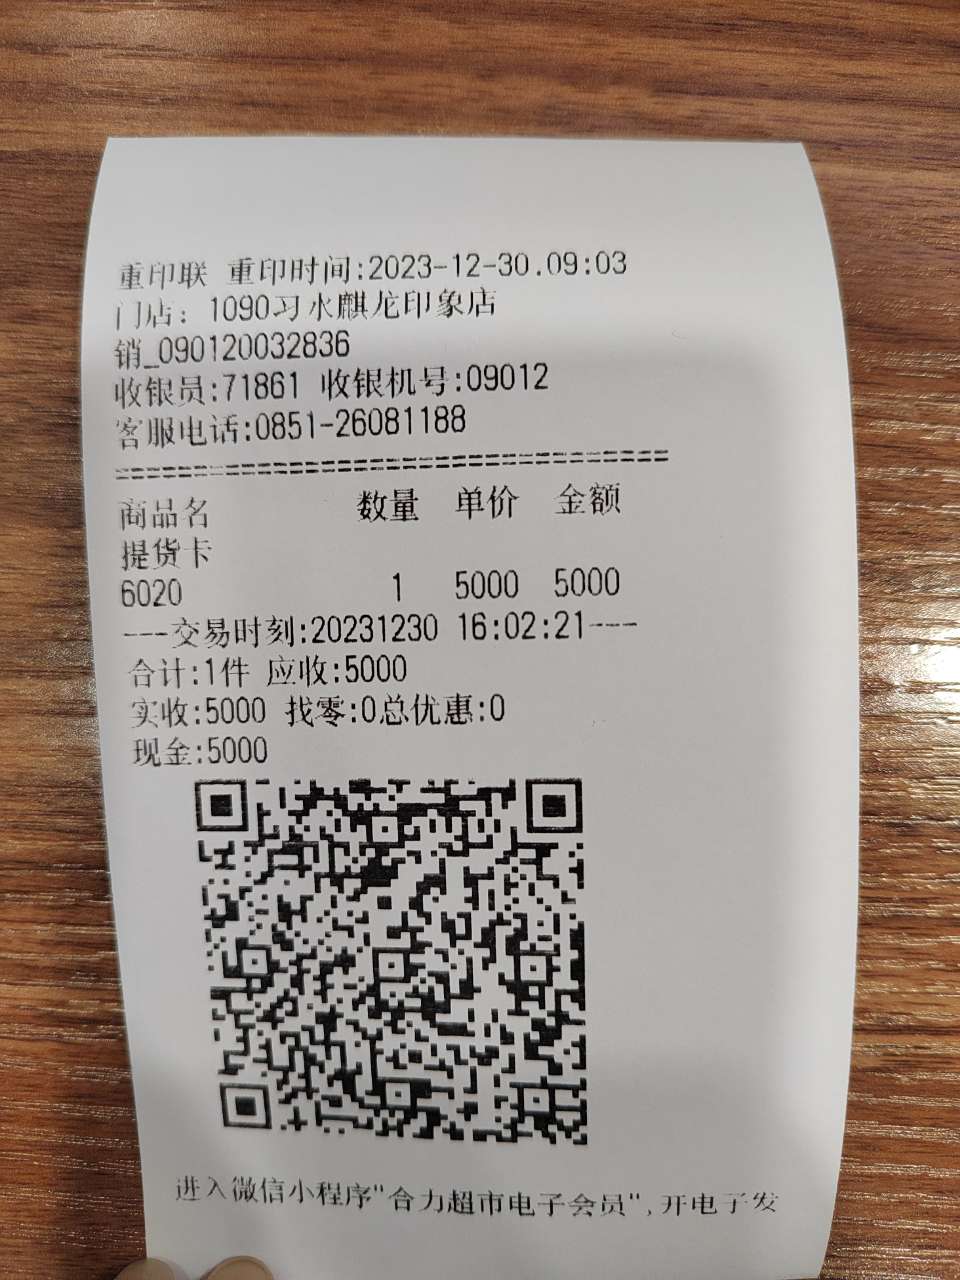 重印联 重印时间:2023-12-30.09:03
门店：1090习水麒龙印象店
销_090120032836
收银员:71861 收银机号:09012
客服电话:0851-26081188
===================================
商品名 数量 单价 金额
提货卡
6020 1 5000 5000
---交易时刻:20231230 16:02:21----
合计:1件 应收:5000
实收:5000 找零:0总优惠:0
现金:5000
进入微信小程序"合力超市电子会员",开电子发